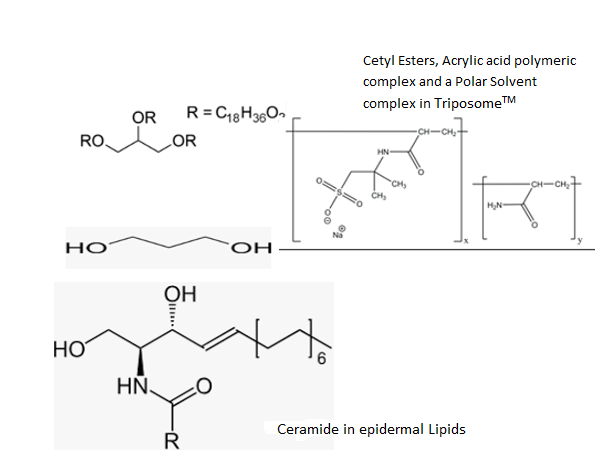 Cetyl Esters, Acrylic acid polymeric
complex and a Polar Solvent
complex in Triposome™
OR
R = C₁₈H₃₆O₂
RO
OR
CH—CH₂
HN
O
O
S
O
O
⊖
CH₃
CH₃
⊕
Na
x
CH—CH₂
H₂N
O
y
HO
OH
OH
HO
6
HN
O
R
Ceramide in epidermal Lipids